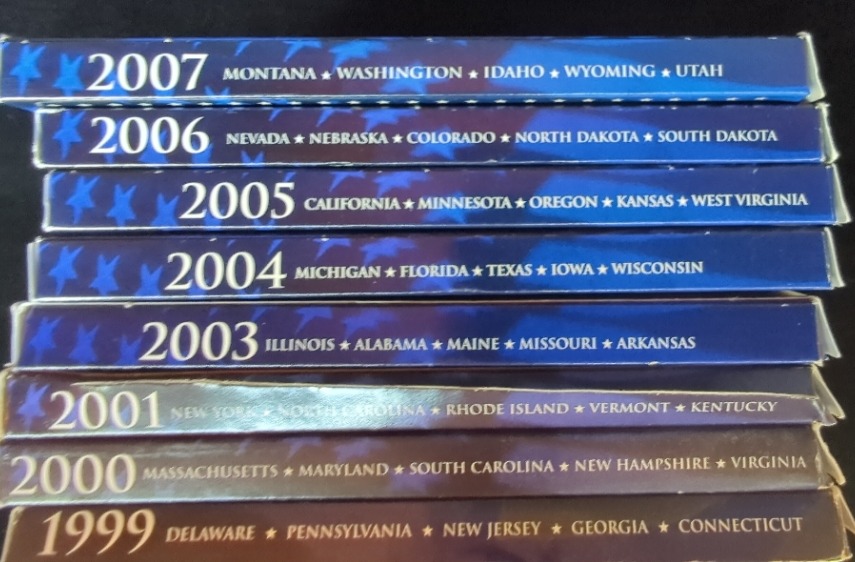 2007 MONTANA ★ WASHINGTON ★ IDAHO ★ WYOMING ★ UTAH
2006 NEVADA ★ NEBRASKA ★ COLORADO ★ NORTH DAKOTA ★ SOUTH DAKOTA
2005 CALIFORNIA ★ MINNESOTA ★ OREGON ★ KANSAS ★ WEST VIRGINIA
2004 MICHIGAN ★ FLORIDA ★ TEXAS ★ IOWA ★ WISCONSIN
2003 ILLINOIS ★ ALABAMA ★ MAINE ★ MISSOURI ★ ARKANSAS
2001 NEW YORK ★ NORTH CAROLINA ★ RHODE ISLAND ★ VERMONT ★ KENTUCKY
2000 MASSACHUSETTS ★ MARYLAND ★ SOUTH CAROLINA ★ NEW HAMPSHIRE ★ VIRGINIA
1999 DELAWARE ★ PENNSYLVANIA ★ NEW JERSEY ★ GEORGIA ★ CONNECTICUT